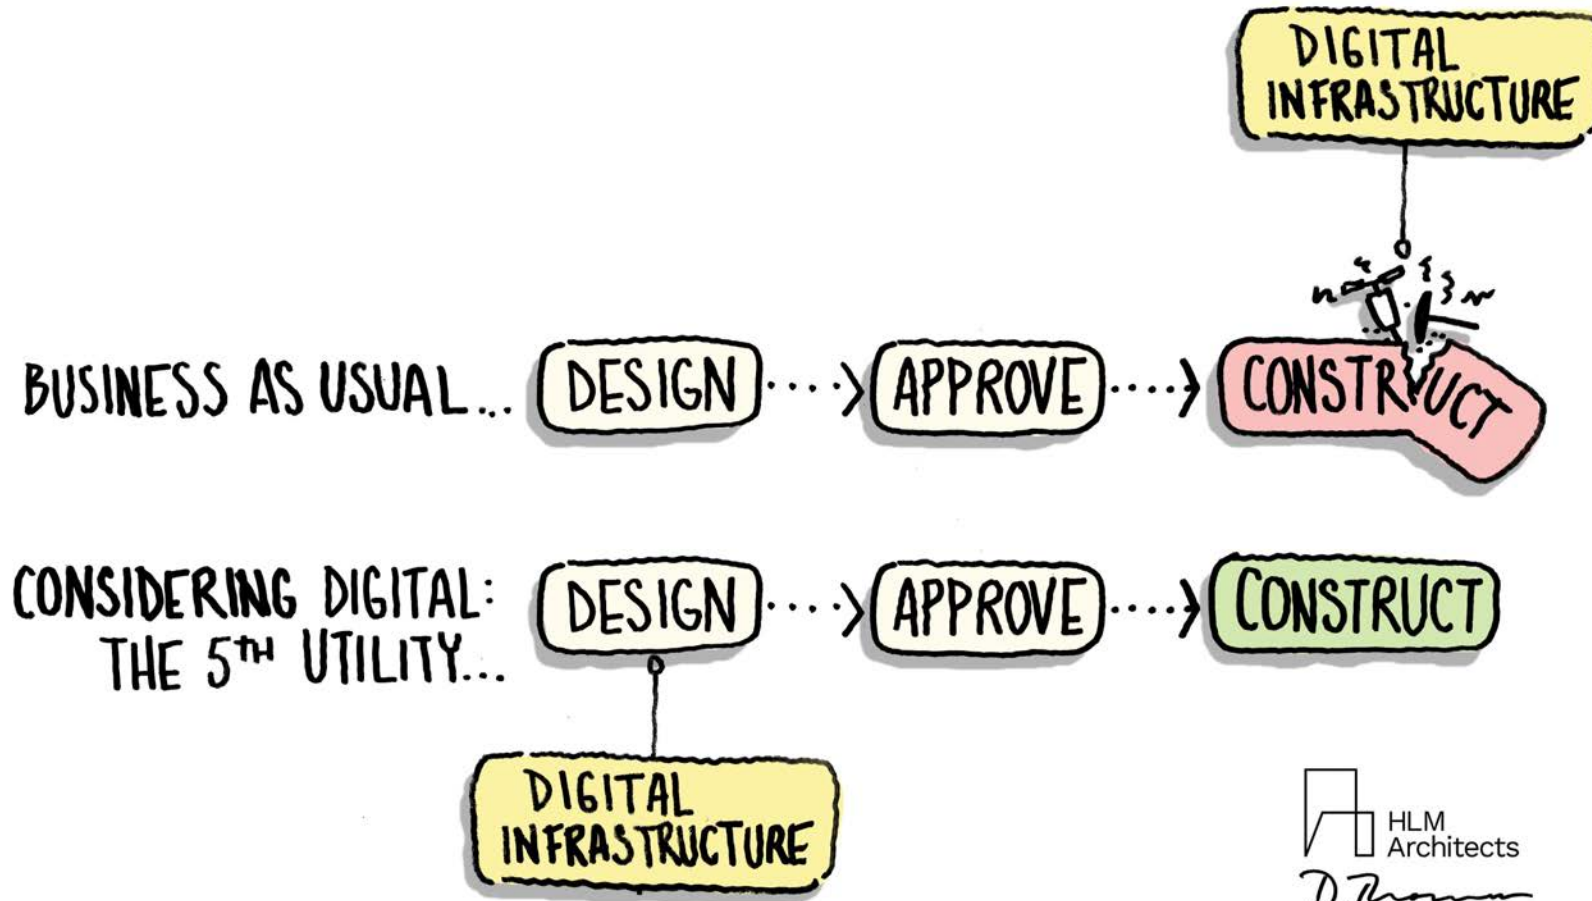 DIGITAL
INFRASTRUCTURE
BUSINESS AS USUAL... DESIGN APPROVE CONSTRUCT
CONSIDERING DIGITAL:
THE 5TH UTILITY...
DESIGN APPROVE CONSTRUCT
DIGITAL
INFRASTRUCTURE
HLM
Architects